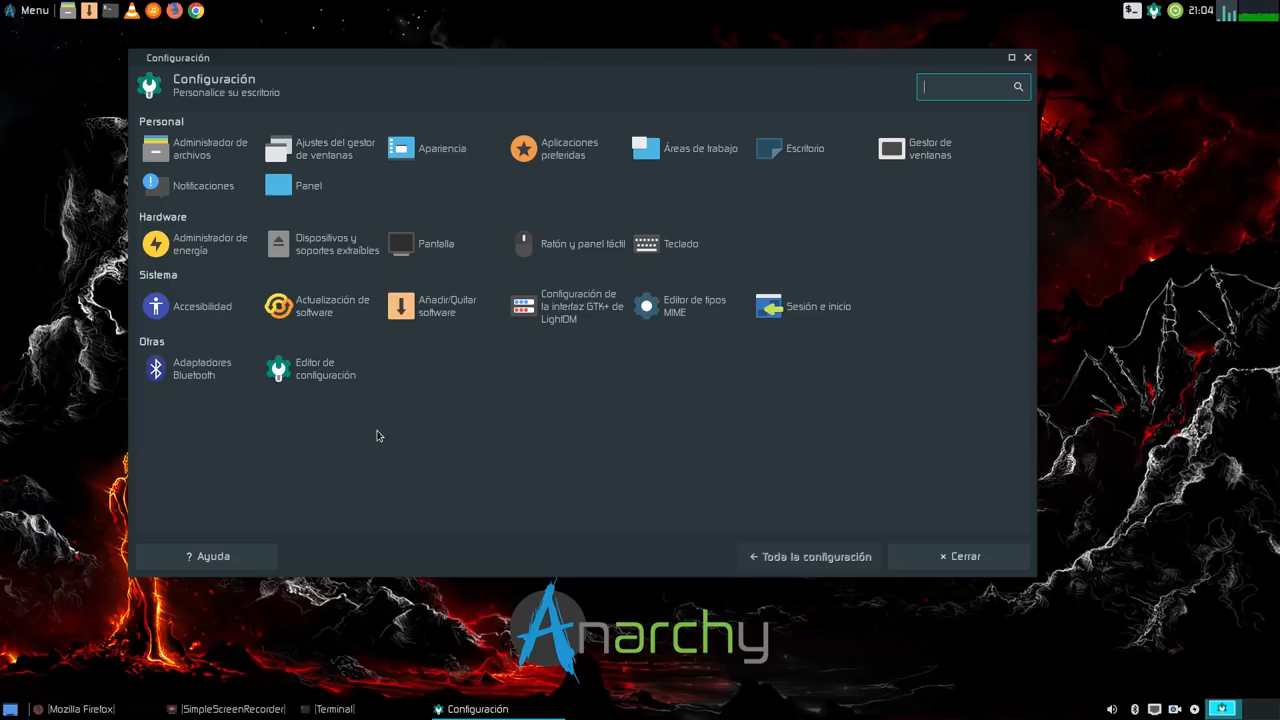 Menu
21:04
Configuración
Configuración
Personalice su escritorio
Personal
Administrador de archivos
Ajustes del gestor de ventanas
Apariencia
Aplicaciones preferidas
Áreas de trabajo
Escritorio
Gestor de ventanas
Notificaciones
Panel
Hardware
Administrador de energía
Dispositivos y soportes extraíbles
Pantalla
Ratón y panel táctil
Teclado
Sistema
Accesibilidad
Actualización de software
Añadir/Quitar software
Configuración de la interfaz GTK+ de LightDM
Editor de tipos MIME
Sesión e inicio
Otras
Adaptadores Bluetooth
Editor de configuración
? Ayuda
Toda la configuración
Cerrar
Anarchy
[Mozilla Firefox]
[SimpleScreenRecorder]
[Terminal]
Configuración